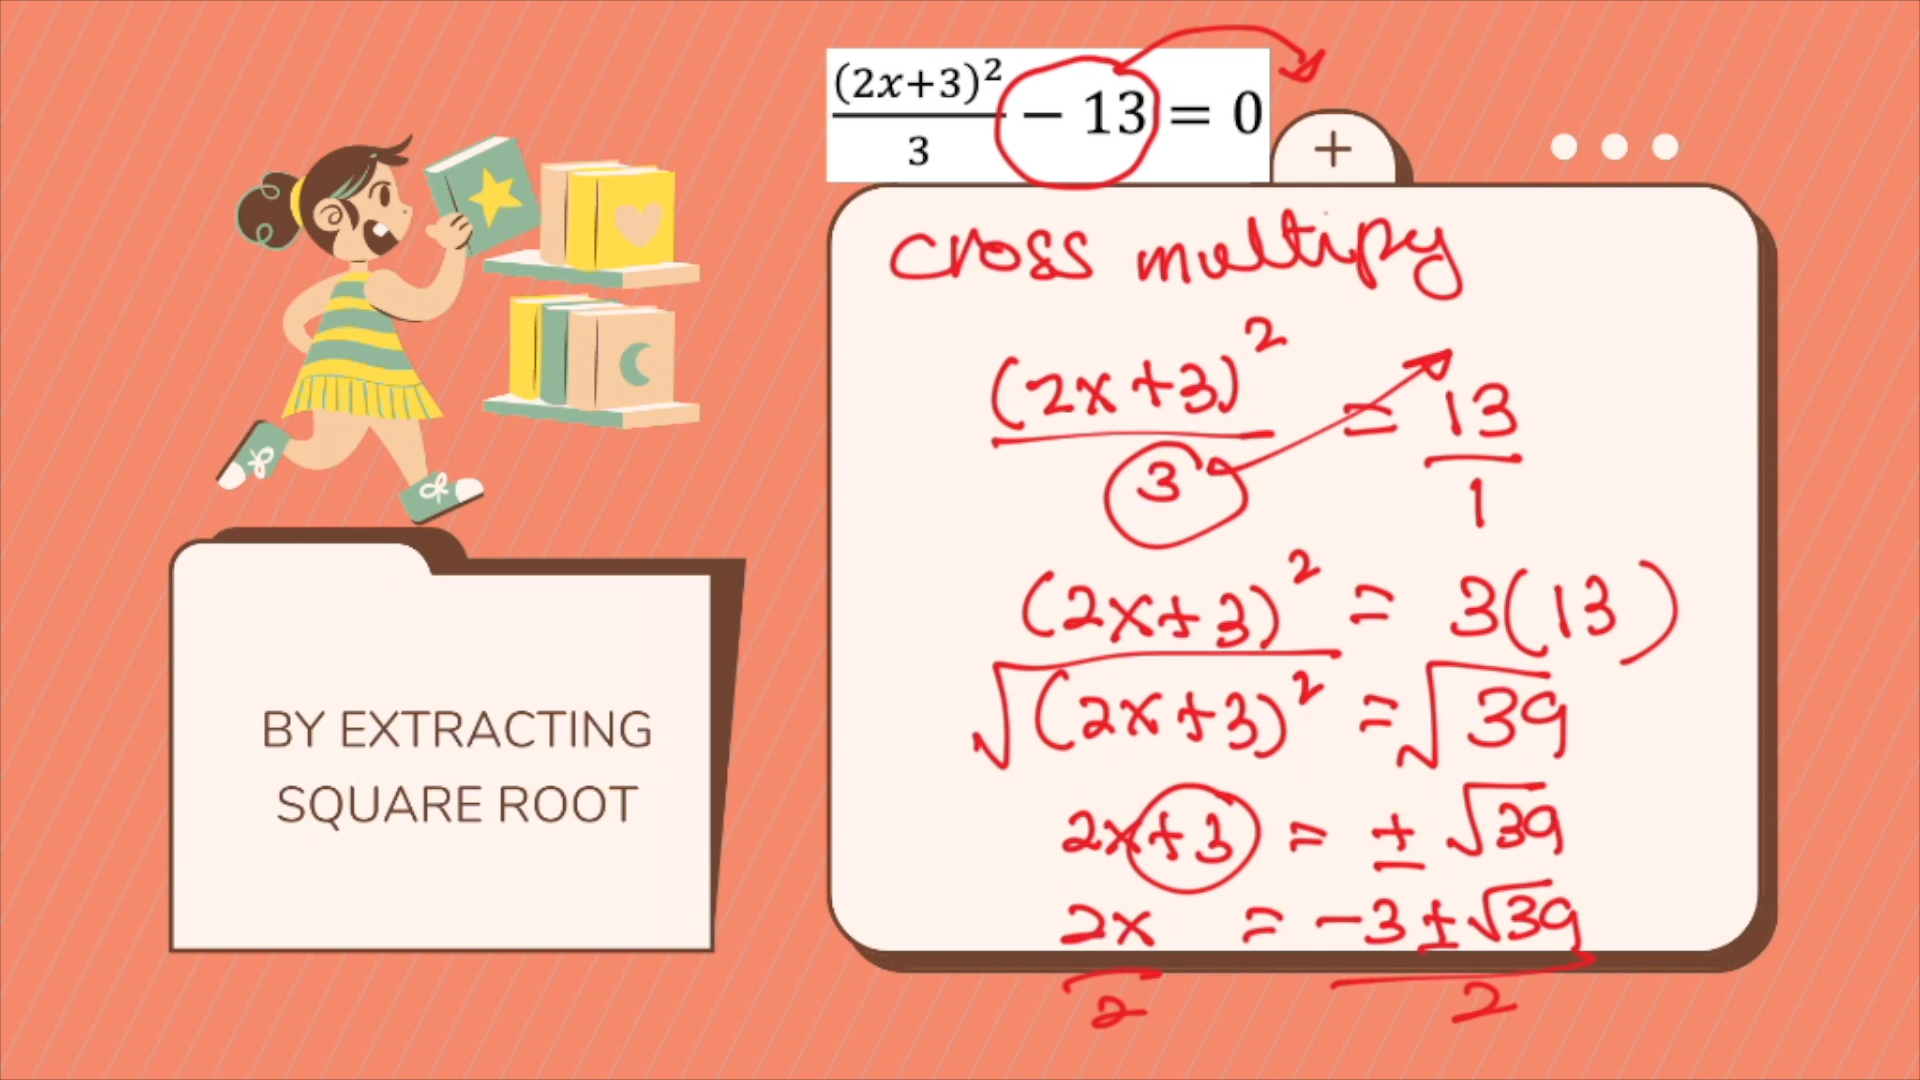 (2x+3)²/3 − 13 = 0
+
cross multipy
(2x+3)²/3 = 13/1
(2x+3)² = 3(13)
√(2x+3)² = √39
2x+3 = ± √39
2x/2 = -3±√39/2
BY EXTRACTING
SQUARE ROOT